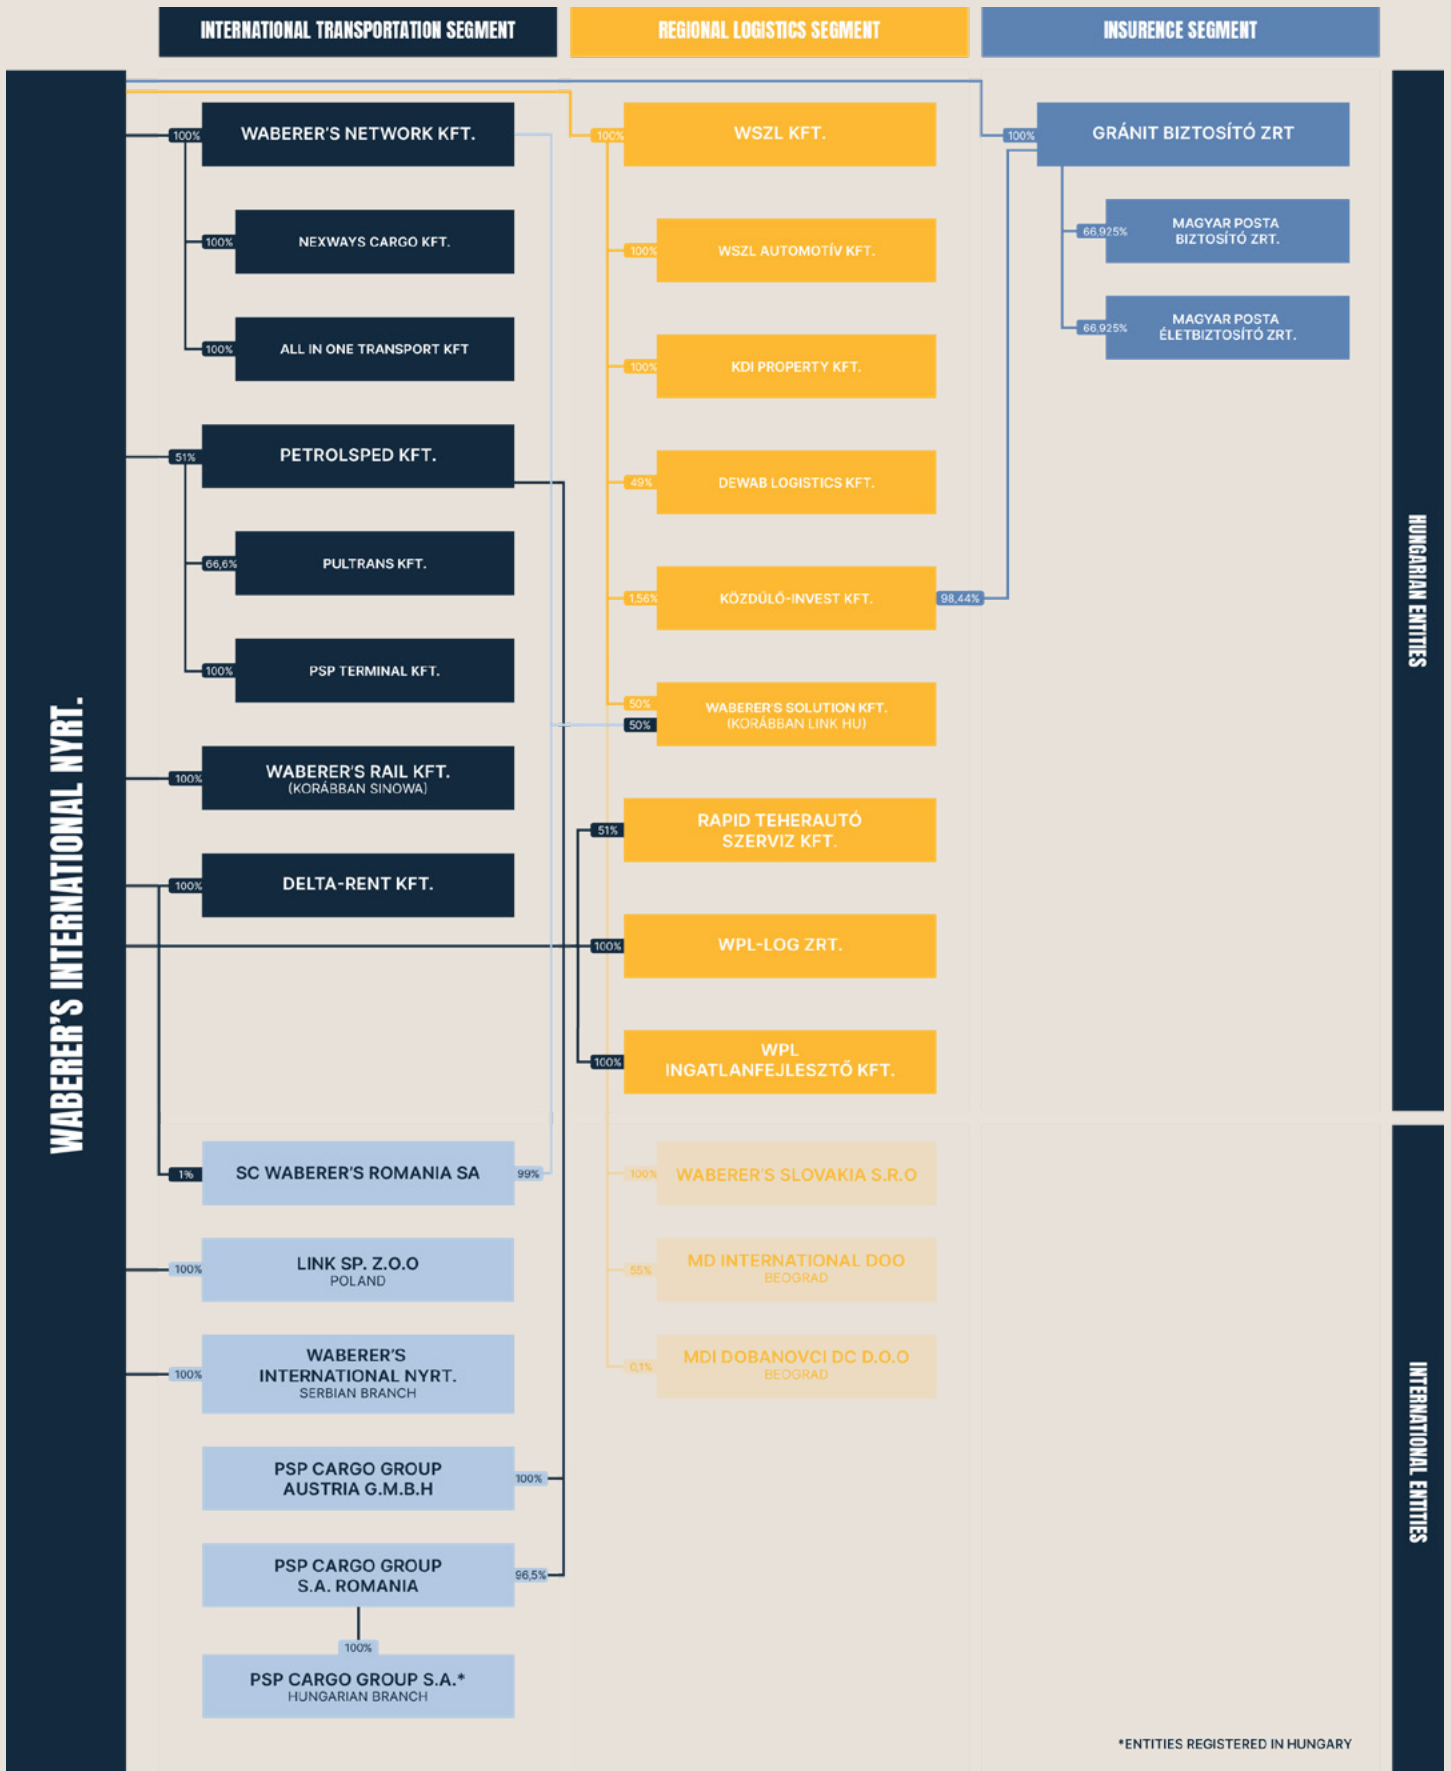 INTERNATIONAL TRANSPORTATION SEGMENT
REGIONAL LOGISTICS SEGMENT
INSURENCE SEGMENT
WABERER'S INTERNATIONAL NYRT.
HUNGARIAN ENTITIES
INTERNATIONAL ENTITIES
100%
WABERER'S NETWORK KFT.
100%
NEXWAYS CARGO KFT.
100%
ALL IN ONE TRANSPORT KFT
51%
PETROLSPED KFT.
66,6%
PULTRANS KFT.
100%
PSP TERMINAL KFT.
100%
WABERER'S RAIL KFT.
(KORÁBBAN SINOWA)
100%
DELTA-RENT KFT.
1%
SC WABERER'S ROMANIA SA
99%
100%
LINK SP. Z.O.O
POLAND
100%
WABERER'S
INTERNATIONAL NYRT.
SERBIAN BRANCH
PSP CARGO GROUP
AUSTRIA G.M.B.H
100%
PSP CARGO GROUP
S.A. ROMANIA
96,5%
100%
PSP CARGO GROUP S.A.*
HUNGARIAN BRANCH
100%
WSZL KFT.
100%
WSZL AUTOMOTÍV KFT.
100%
KDI PROPERTY KFT.
49%
DEWAB LOGISTICS KFT.
1,56%
KÖZDŰLŐ-INVEST KFT.
98,44%
50%
50%
WABERER'S SOLUTION KFT.
(KORÁBBAN LINK HU)
51%
RAPID TEHERAUTÓ
SZERVIZ KFT.
100%
WPL-LOG ZRT.
100%
WPL
INGATLANFEJLESZTŐ KFT.
100%
WABERER'S SLOVAKIA S.R.O
55%
MD INTERNATIONAL DOO
BEOGRAD
0,1%
MDI DOBANOVCI DC D.O.O
BEOGRAD
100%
GRÁNIT BIZTOSÍTÓ ZRT
66.925%
MAGYAR POSTA
BIZTOSÍTÓ ZRT.
66.925%
MAGYAR POSTA
ÉLETBIZTOSÍTÓ ZRT.
*ENTITIES REGISTERED IN HUNGARY